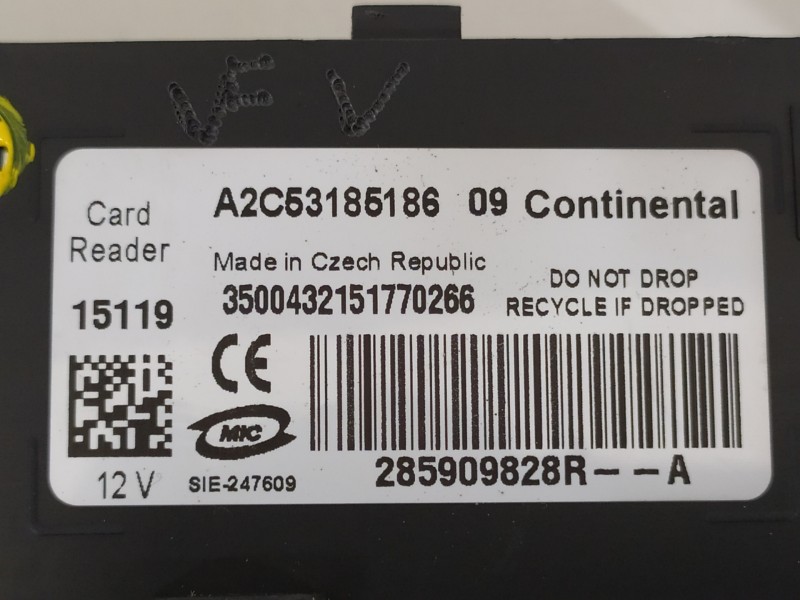 VF V
Card Reader
A2C53185186 09 Continental
Made in Czech Republic
3500432151770266
DO NOT DROP
RECYCLE IF DROPPED
15119
CE
MIC
12 V
SIE-247609
285909828R--A